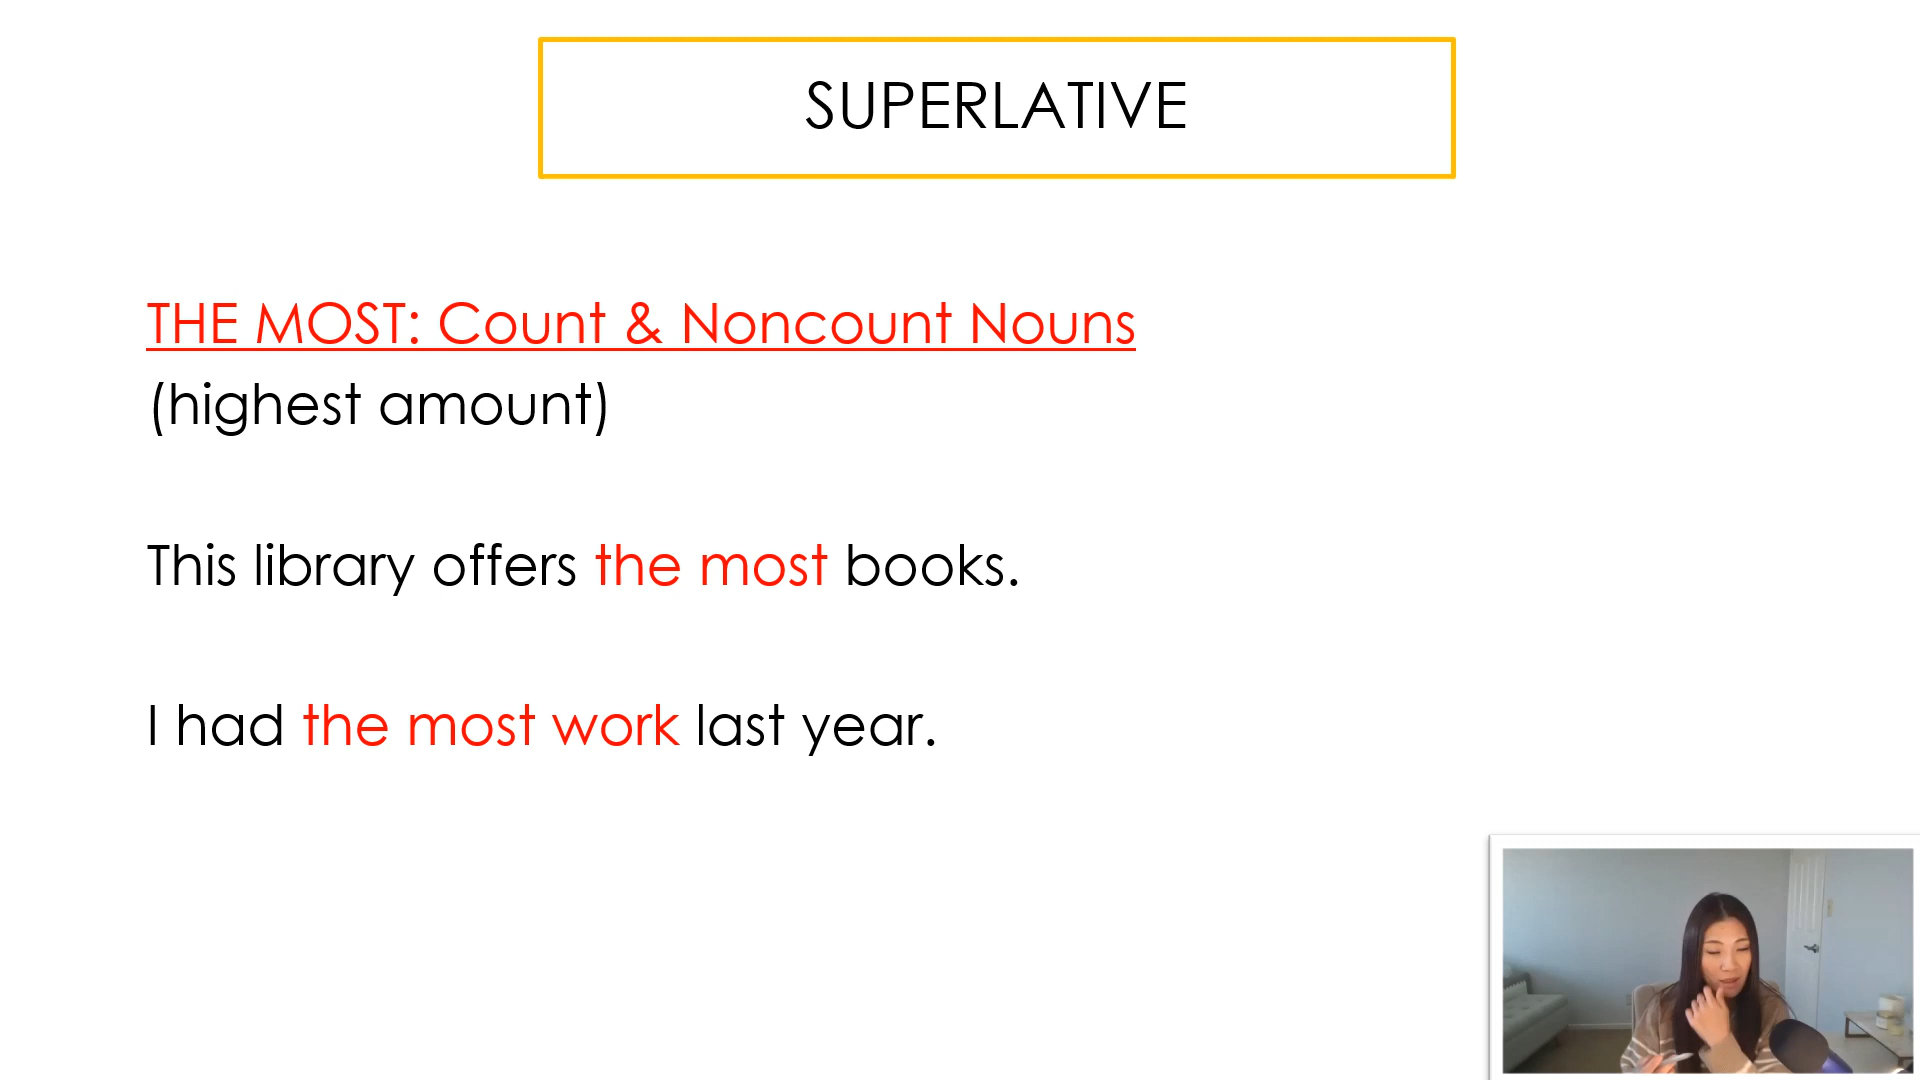 SUPERLATIVE
THE MOST: Count & Noncount Nouns
(highest amount)
This library offers the most books.
I had the most work last year.